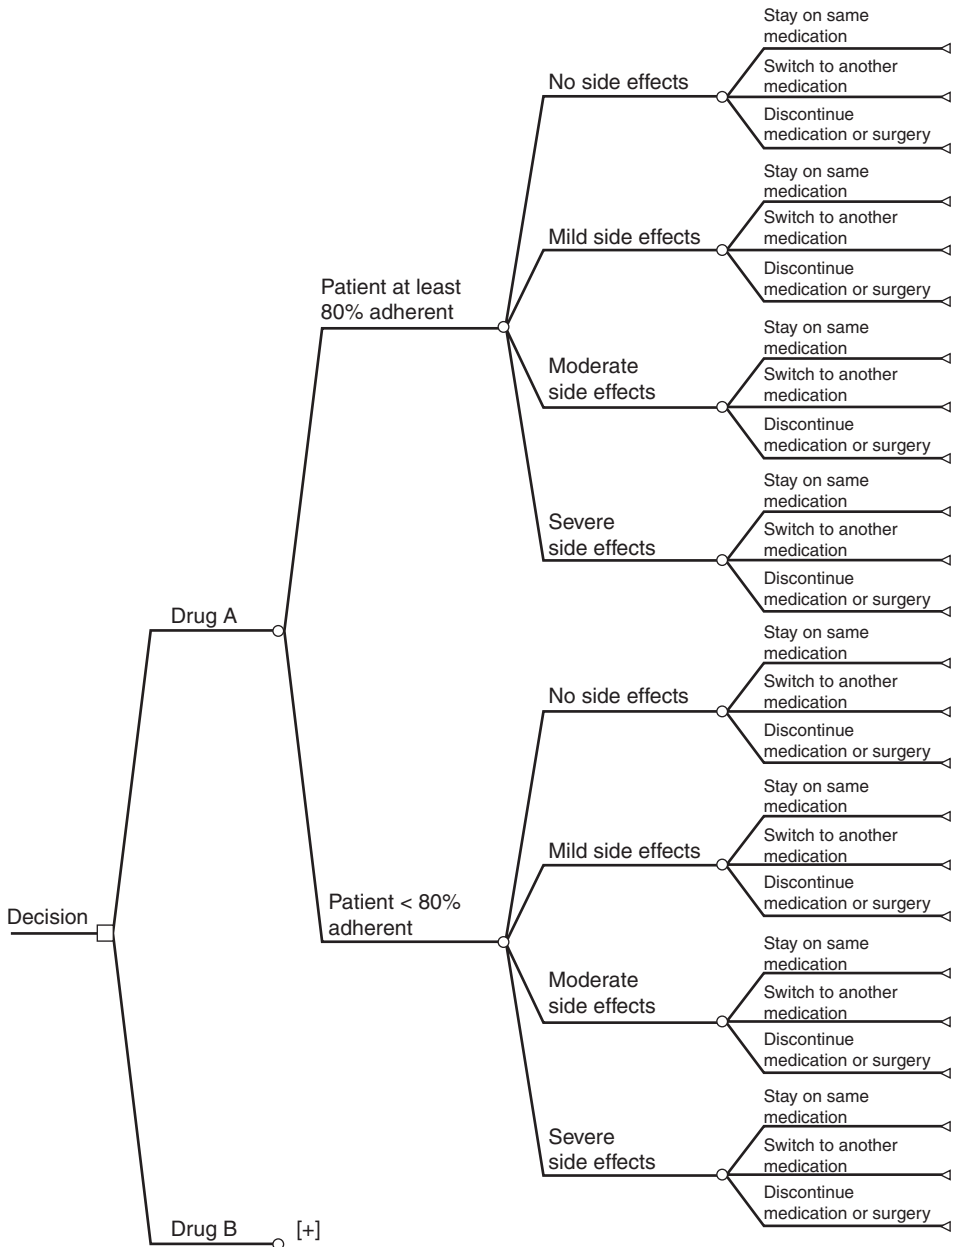 Stay on same
medication
Switch to another
medication
Discontinue
medication or surgery
No side effects
Stay on same
medication
Switch to another
medication
Discontinue
medication or surgery
Mild side effects
Patient at least
80% adherent
Stay on same
medication
Switch to another
medication
Discontinue
medication or surgery
Moderate
side effects
Stay on same
medication
Switch to another
medication
Discontinue
medication or surgery
Severe
side effects
Drug A
Stay on same
medication
Switch to another
medication
Discontinue
medication or surgery
No side effects
Stay on same
medication
Switch to another
medication
Discontinue
medication or surgery
Mild side effects
Patient < 80%
adherent
Decision
Stay on same
medication
Switch to another
medication
Discontinue
medication or surgery
Moderate
side effects
Stay on same
medication
Switch to another
medication
Discontinue
medication or surgery
Severe
side effects
Drug B [+]